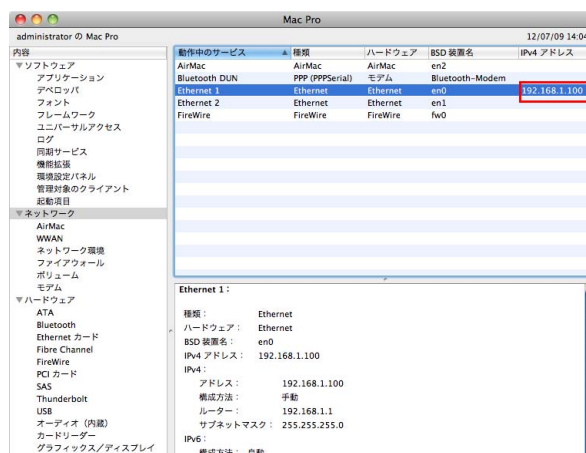 Mac Pro
administrator の Mac Pro 12/07/09 14:04
内容
▼ソフトウェア
アプリケーション
デベロッパ
フォント
フレームワーク
ユニバーサルアクセス
ログ
同期サービス
機能拡張
環境設定パネル
管理対象のクライアント
起動項目
▼ネットワーク
AirMac
WWAN
ネットワーク環境
ファイアウォール
ボリューム
モデム
▼ハードウェア
ATA
Bluetooth
Ethernet カード
Fibre Channel
FireWire
PCI カード
SAS
Thunderbolt
USB
オーディオ（内蔵）
カードリーダー
グラフィックス／ディスプレイ
動作中のサービス 種類 ハードウェア BSD 装置名 IPv4 アドレス
AirMac AirMac AirMac en2
Bluetooth DUN PPP (PPPSerial) モデム Bluetooth-Modem
Ethernet 1 Ethernet Ethernet en0 192.168.1.100
Ethernet 2 Ethernet Ethernet en1
FireWire FireWire FireWire fw0
Ethernet 1：
種類： Ethernet
ハードウェア： Ethernet
BSD 装置名： en0
IPv4 アドレス： 192.168.1.100
IPv4：
アドレス： 192.168.1.100
構成方法： 手動
ルーター： 192.168.1.1
サブネットマスク： 255.255.255.0
IPv6：
構成方法： 自動